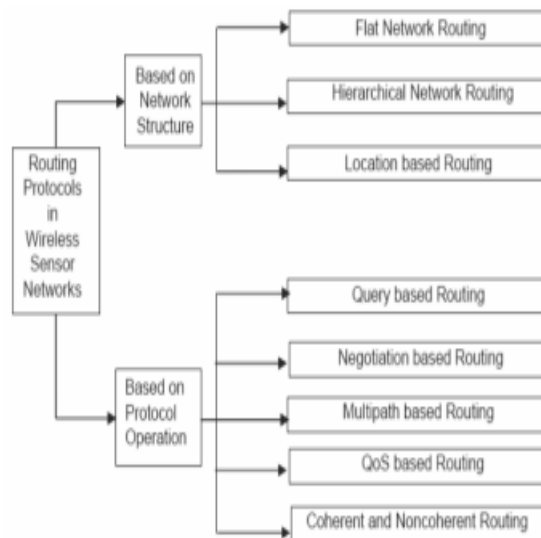 Routing
Protocols
in
Wireless
Sensor
Networks
Based on
Network
Structure
Flat Network Routing
Hierarchical Network Routing
Location based Routing
Based on
Protocol
Operation
Query based Routing
Negotiation based Routing
Multipath based Routing
QoS based Routing
Coherent and Noncoherent Routing